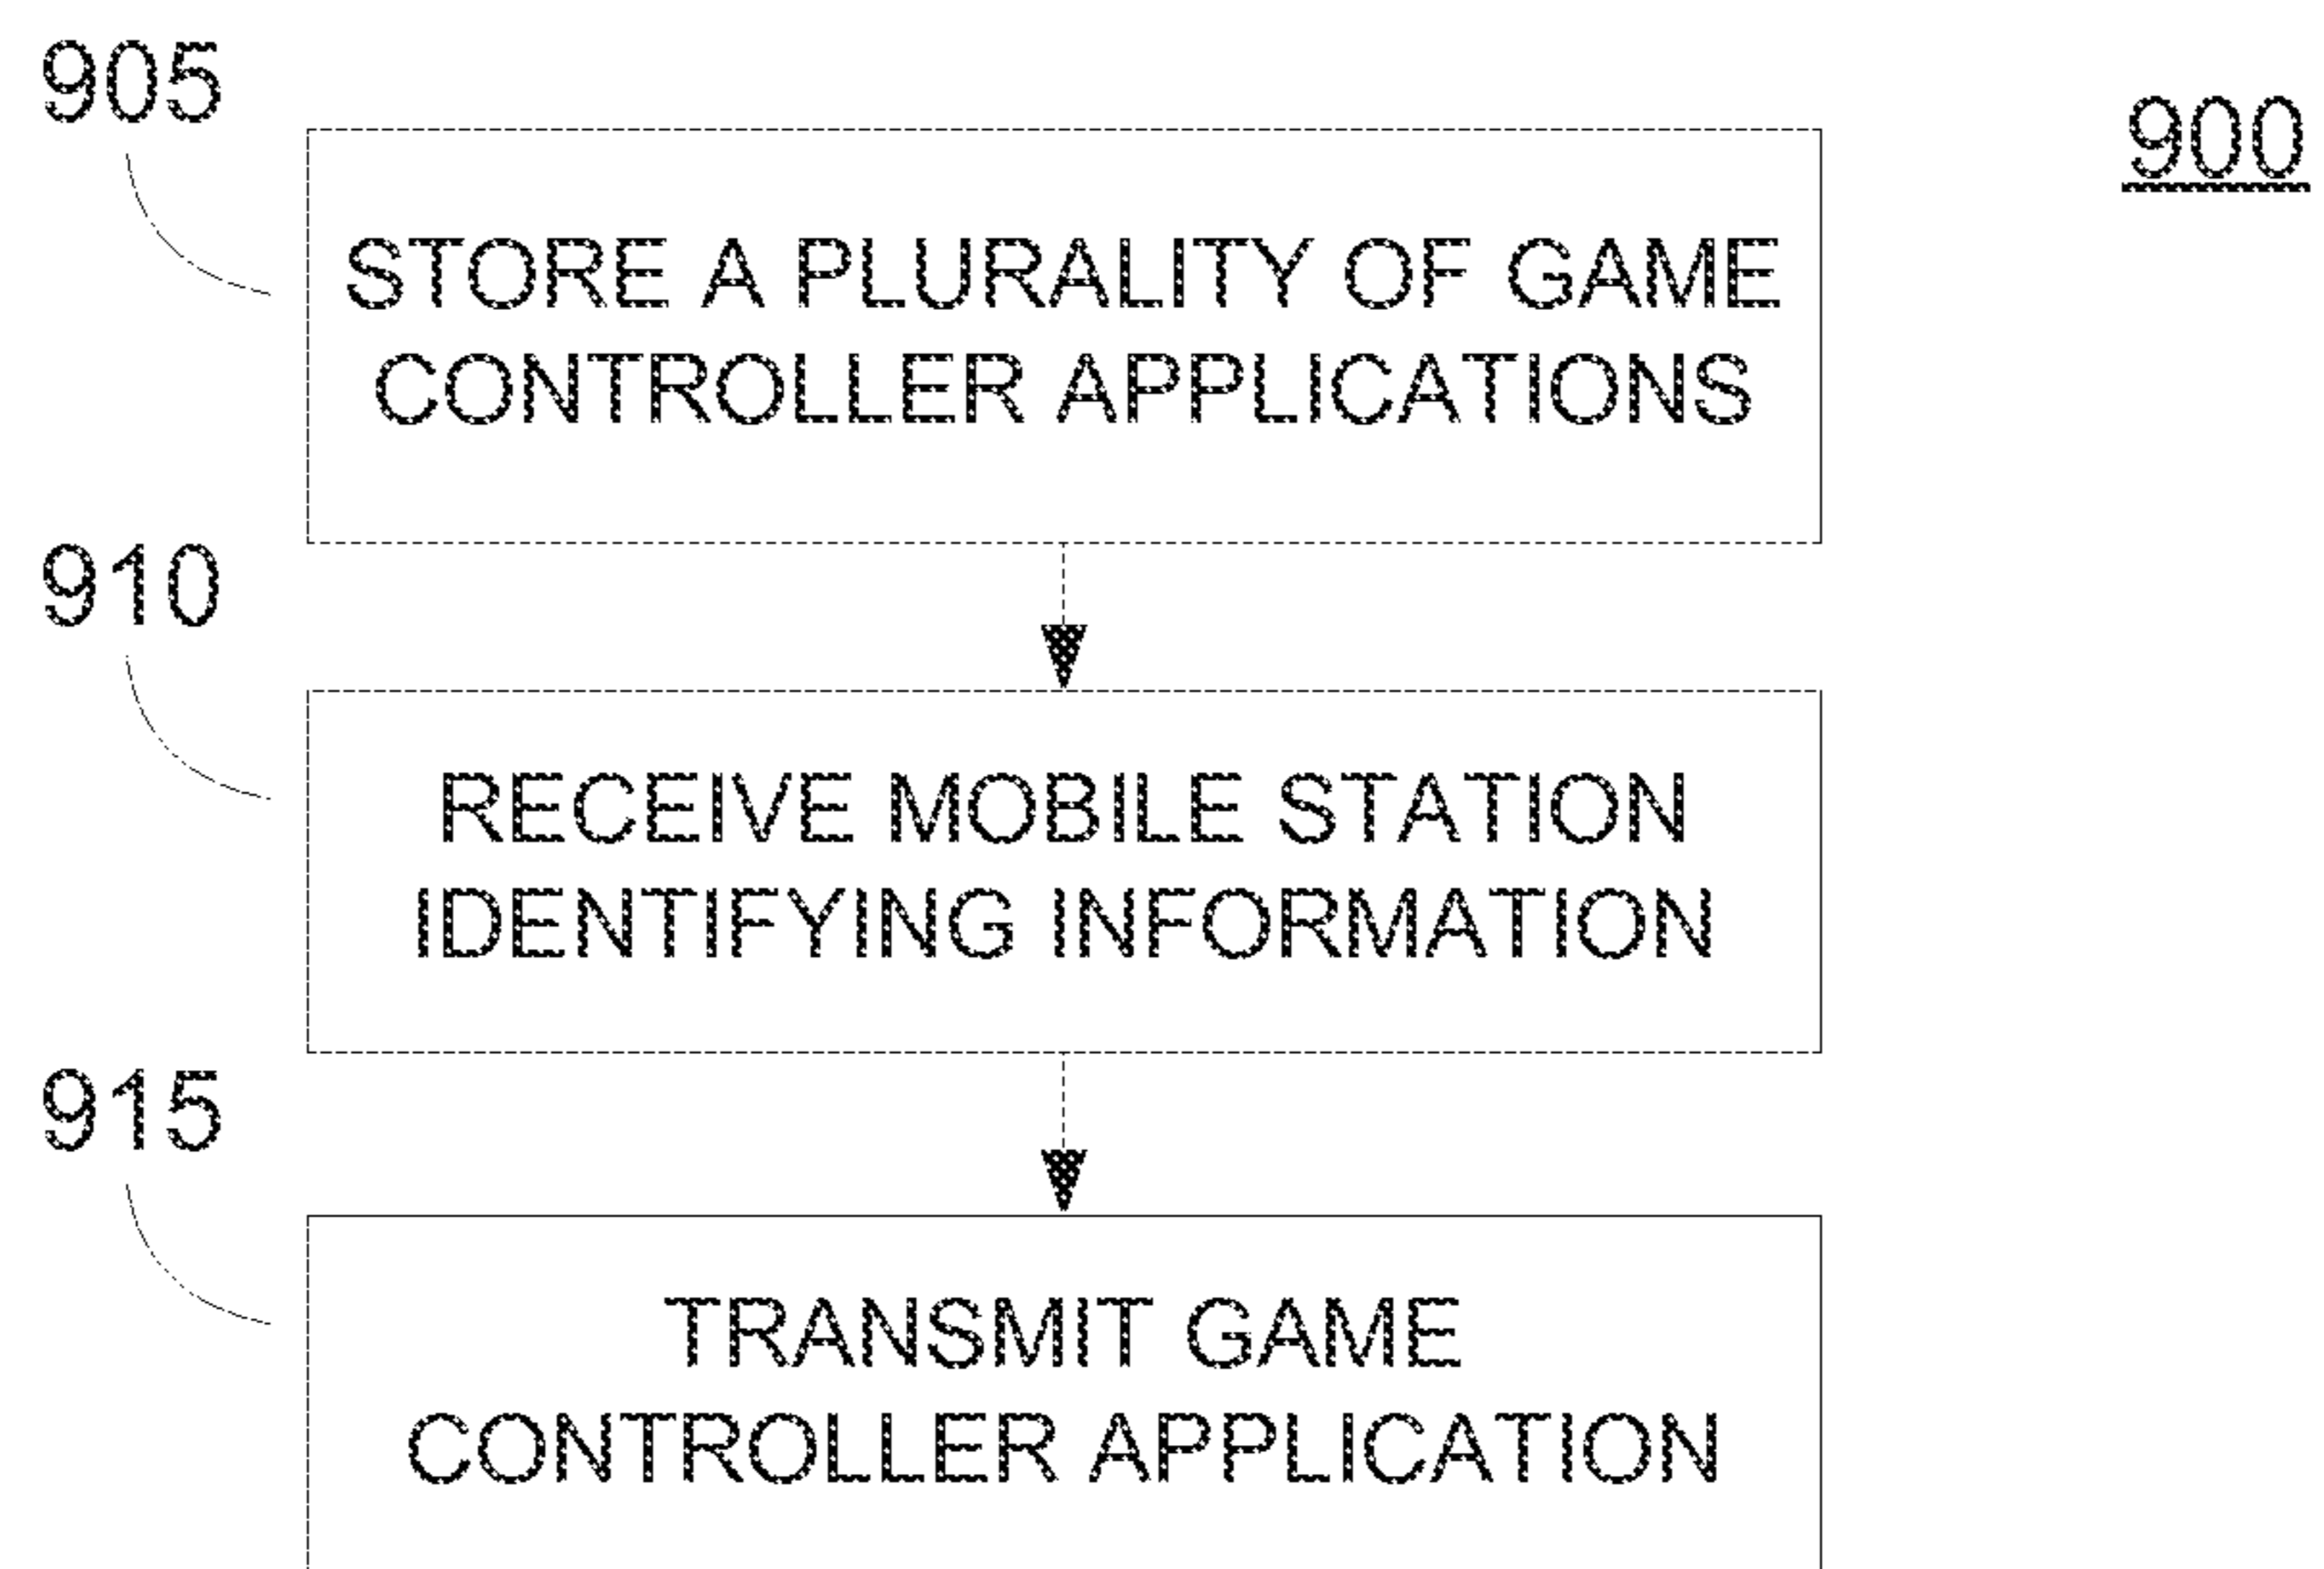 905
900
STORE A PLURALITY OF GAME
CONTROLLER APPLICATIONS
910
RECEIVE MOBILE STATION
IDENTIFYING INFORMATION
915
TRANSMIT GAME
CONTROLLER APPLICATION